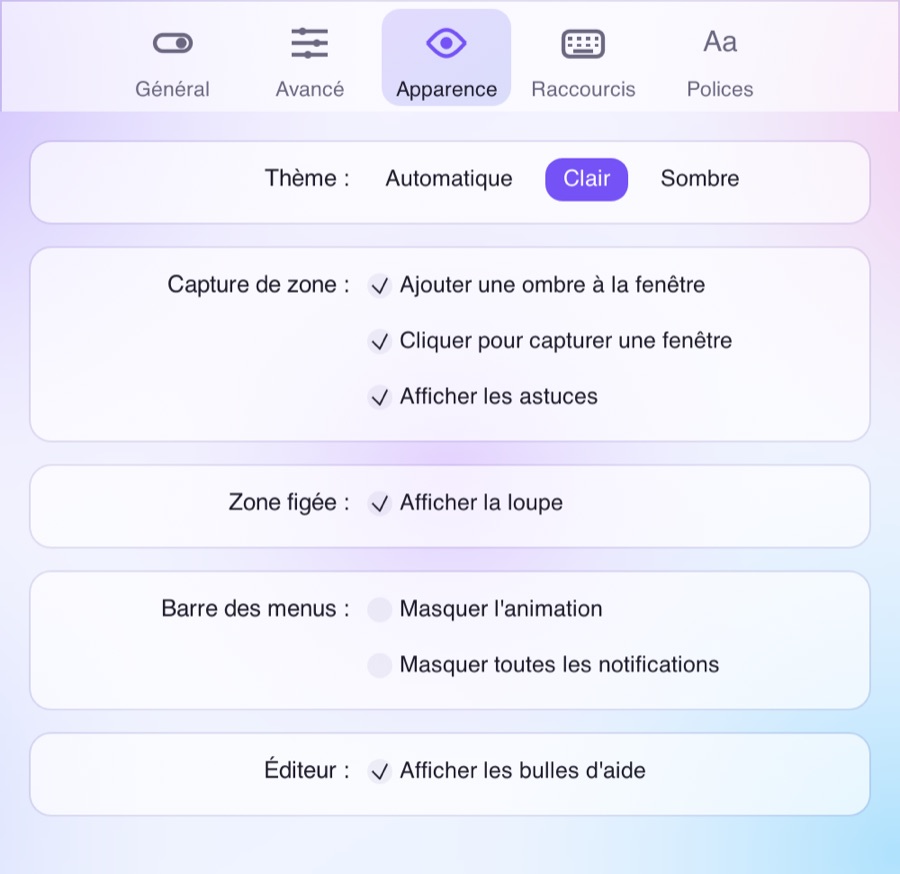 Général
Avancé
Apparence
Raccourcis
Aa
Polices
Thème : Automatique Clair Sombre
Capture de zone : Ajouter une ombre à la fenêtre
Cliquer pour capturer une fenêtre
Afficher les astuces
Zone figée : Afficher la loupe
Barre des menus : Masquer l'animation
Masquer toutes les notifications
Éditeur : Afficher les bulles d'aide